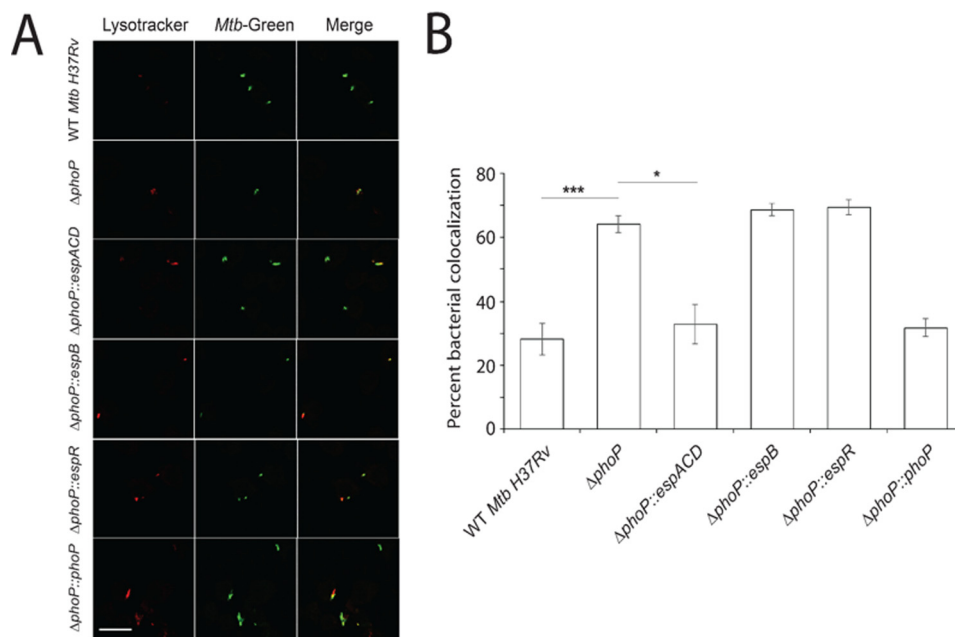 A
Lysotracker Mtb-Green Merge
WT Mtb H37Rv
ΔphoP
ΔphoP::espACD
ΔphoP::espB
ΔphoP::espR
ΔphoP::phoP
B
Percent bacterial colocalization
80
60
40
20
0
*** *
WT Mtb H37Rv
ΔphoP
ΔphoP::espACD
ΔphoP::espB
ΔphoP::espR
ΔphoP::phoP